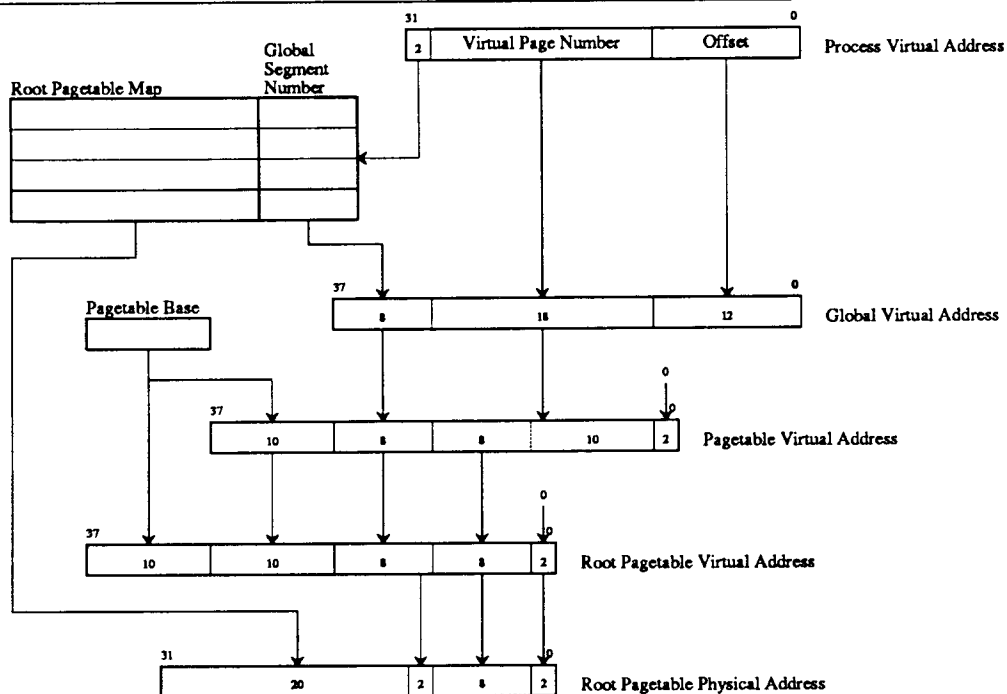 31 0
2 Virtual Page Number Offset Process Virtual Address
Global
Segment
Number
Root Pagetable Map
37 0
8 18 12 Global Virtual Address
Pagetable Base
0
37 0
10 8 8 10 2 Pagetable Virtual Address
0
37 0
10 10 8 8 2 Root Pagetable Virtual Address
31 0
20 2 8 2 Root Pagetable Physical Address